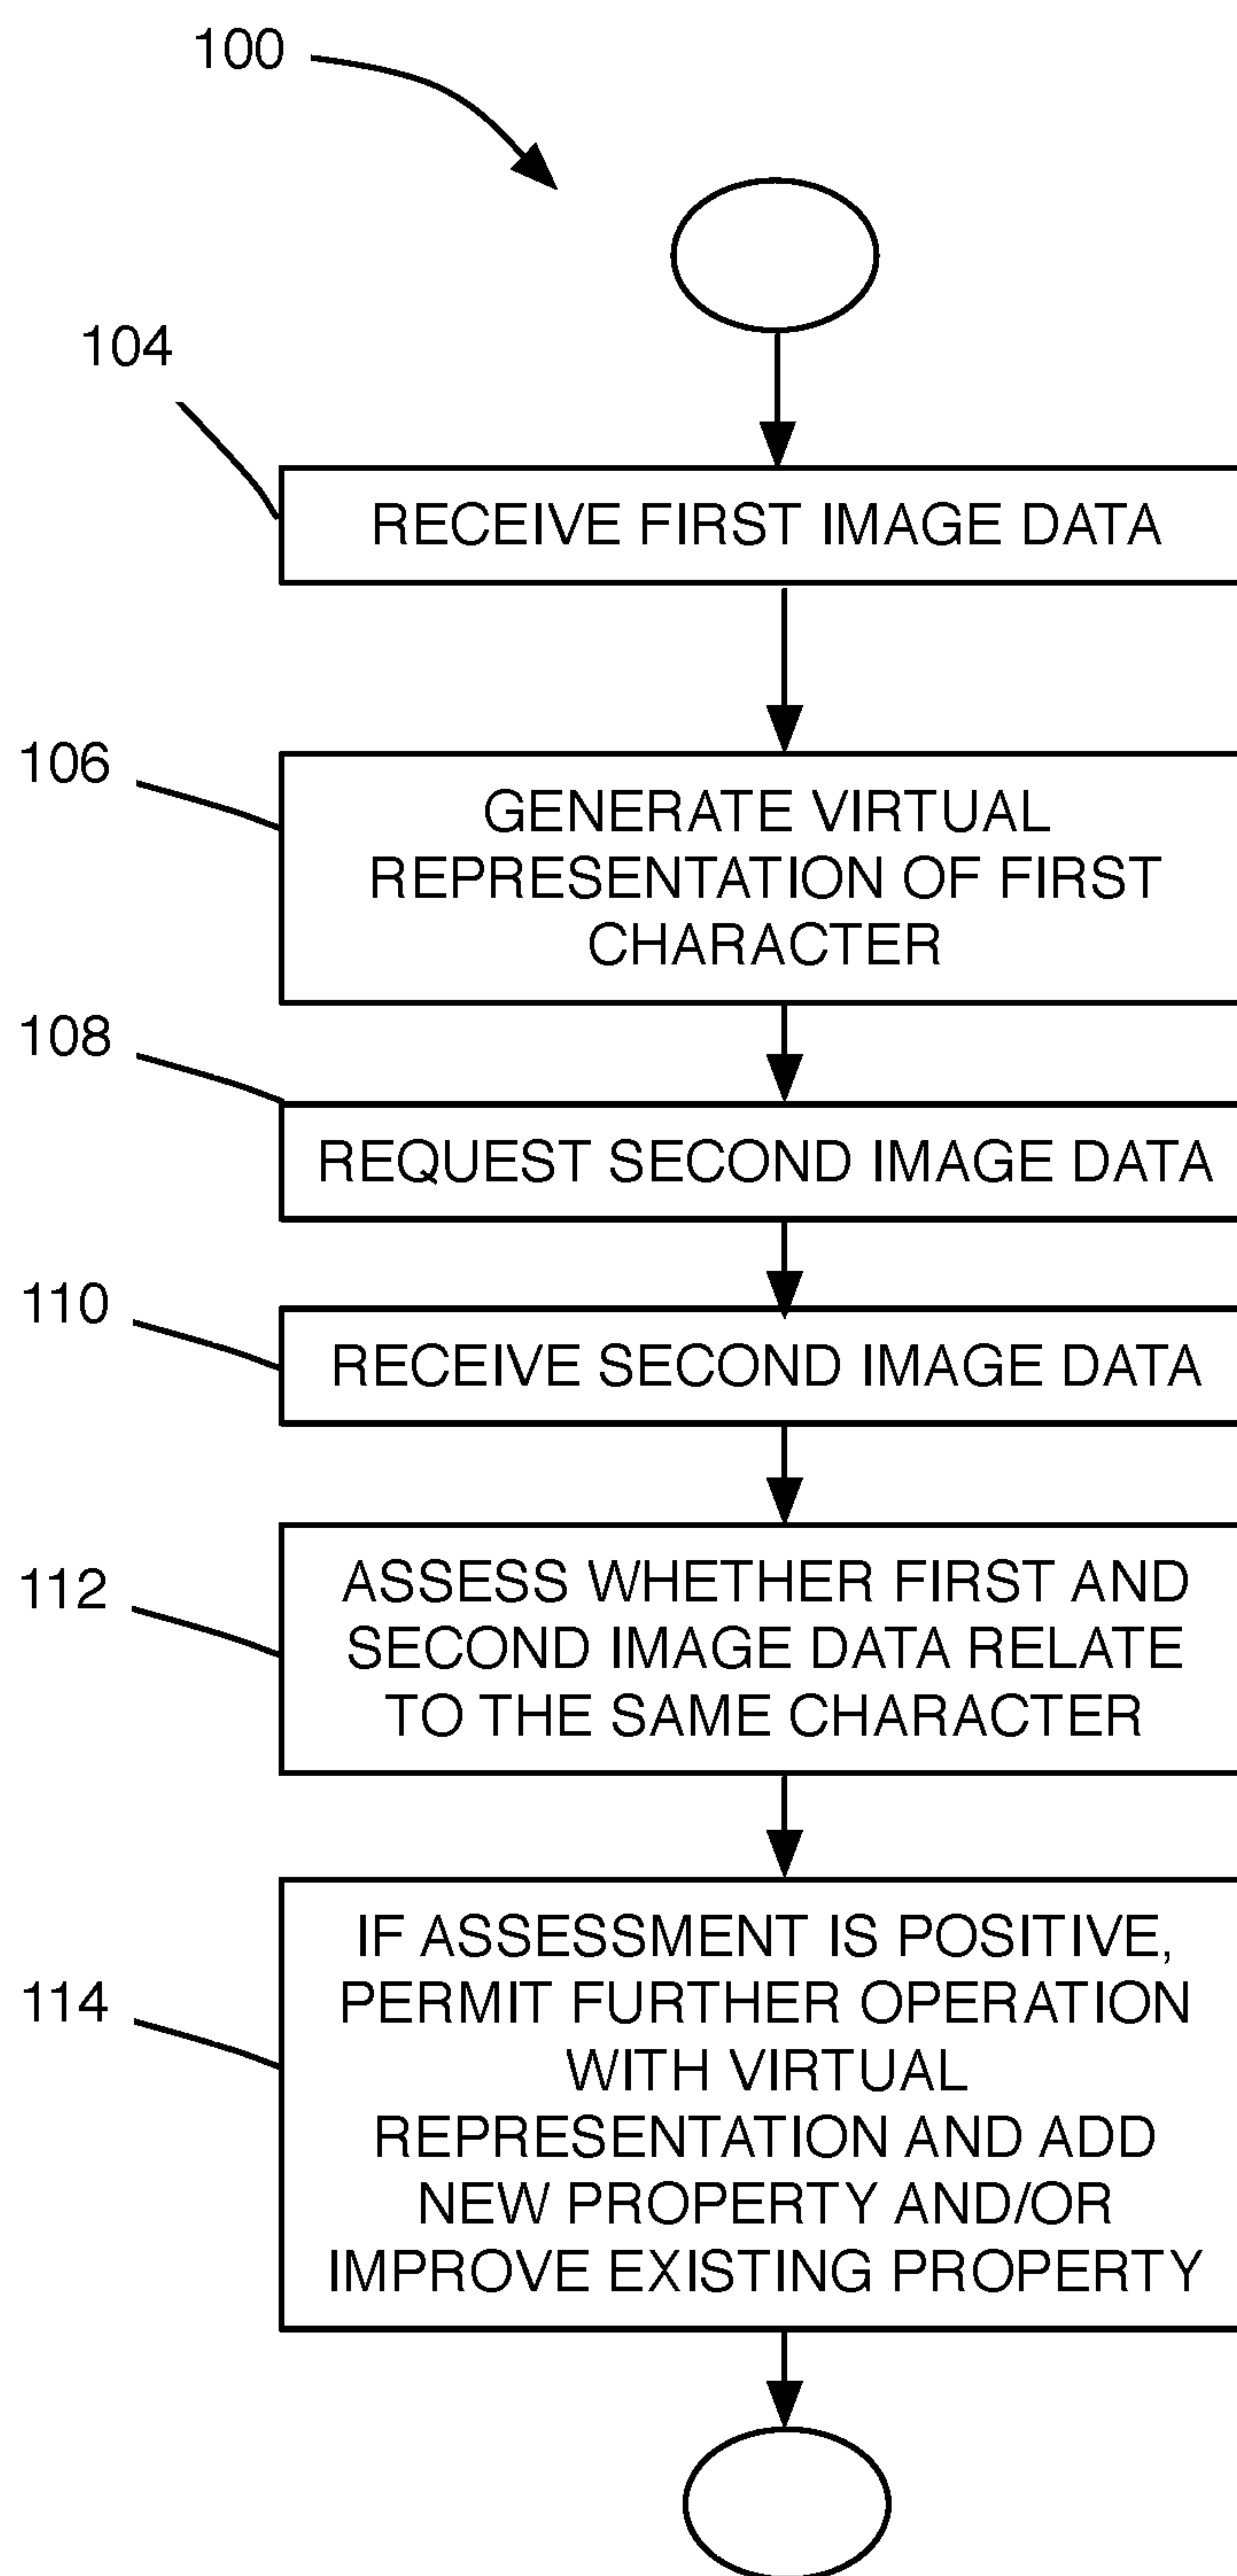 100
104
RECEIVE FIRST IMAGE DATA
106
GENERATE VIRTUAL
REPRESENTATION OF FIRST
CHARACTER
108
REQUEST SECOND IMAGE DATA
110
RECEIVE SECOND IMAGE DATA
112
ASSESS WHETHER FIRST AND
SECOND IMAGE DATA RELATE
TO THE SAME CHARACTER
114
IF ASSESSMENT IS POSITIVE,
PERMIT FURTHER OPERATION
WITH VIRTUAL
REPRESENTATION AND ADD
NEW PROPERTY AND/OR
IMPROVE EXISTING PROPERTY